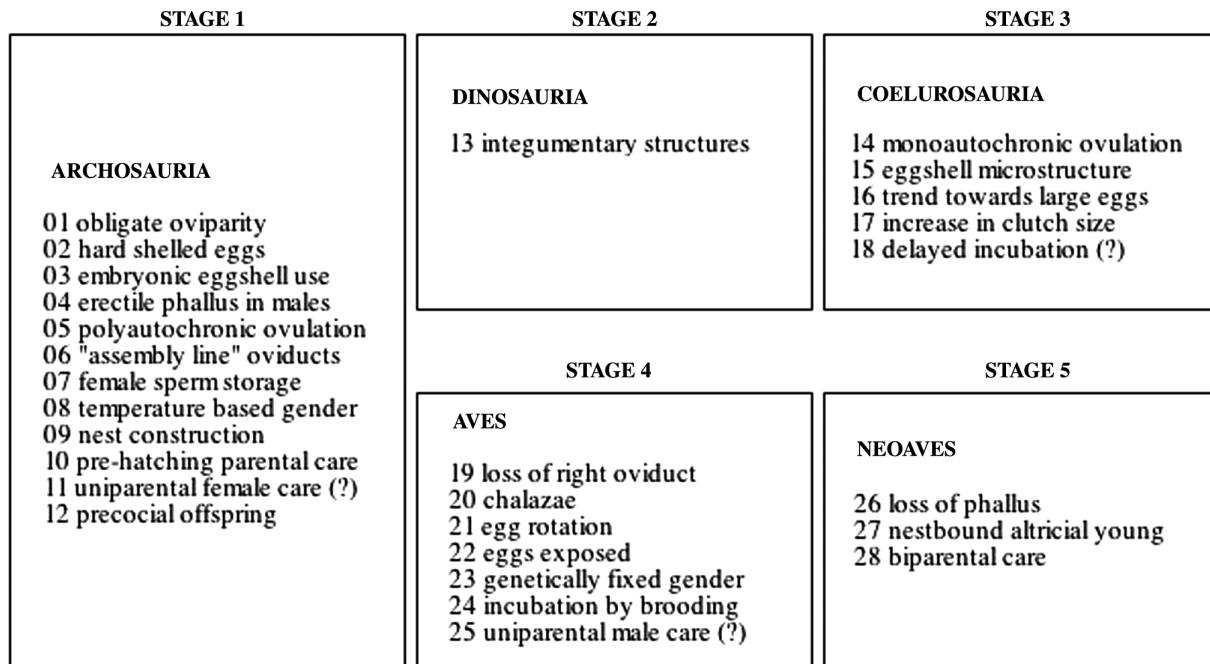 STAGE 1
ARCHOSAURIA
01 obligate oviparity
02 hard shelled eggs
03 embryonic eggshell use
04 erectile phallus in males
05 polyautochronic ovulation
06 "assembly line" oviducts
07 female sperm storage
08 temperature based gender
09 nest construction
10 pre-hatching parental care
11 uniparental female care (?)
12 precocial offspring
STAGE 2
DINOSAURIA
13 integumentary structures
STAGE 3
COELUROSAURIA
14 monoautochronic ovulation
15 eggshell microstructure
16 trend towards large eggs
17 increase in clutch size
18 delayed incubation (?)
STAGE 4
AVES
19 loss of right oviduct
20 chalazae
21 egg rotation
22 eggs exposed
23 genetically fixed gender
24 incubation by brooding
25 uniparental male care (?)
STAGE 5
NEOAVES
26 loss of phallus
27 nestbound altricial young
28 biparental care